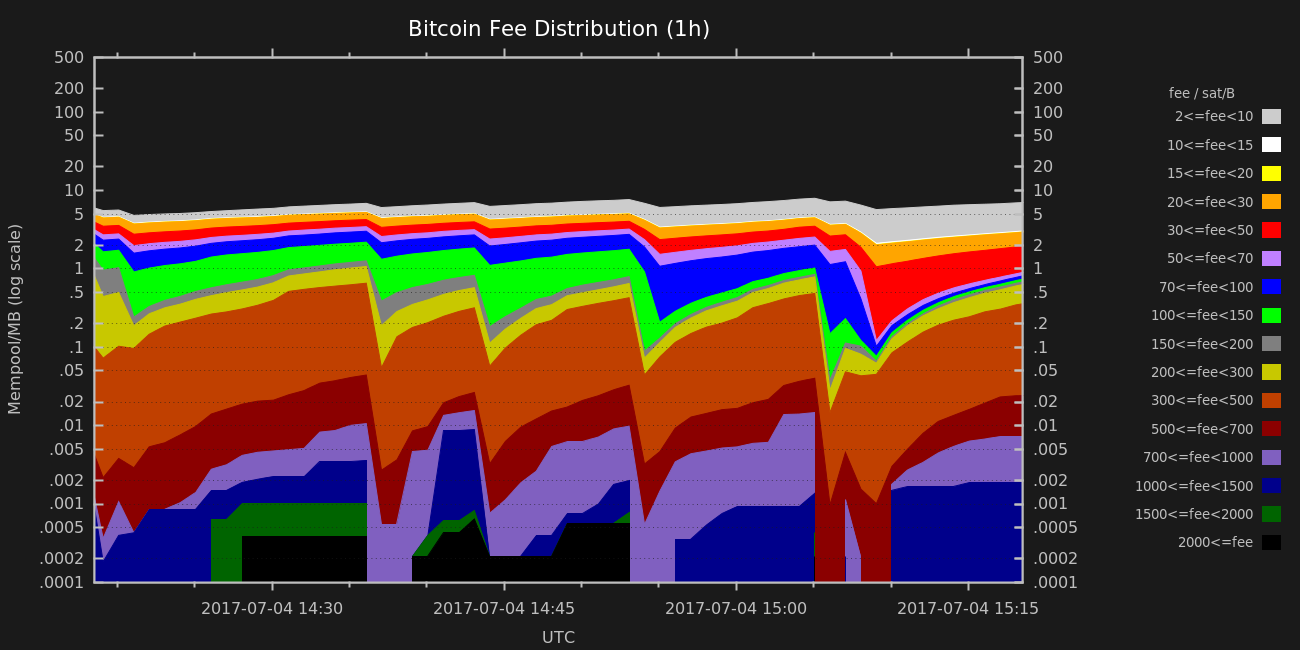 Bitcoin Fee Distribution (1h)
500
200
100
50
20
10
5
2
1
.5
.2
.1
.05
.02
.01
.005
.002
.001
.0005
.0002
.0001
Mempool/MB (log scale)
500
200
100
50
20
10
5
2
1
.5
.2
.1
.05
.02
.01
.005
.002
.001
.0005
.0002
.0001
2017-07-04 14:30
2017-07-04 14:45
2017-07-04 15:00
2017-07-04 15:15
UTC
fee / sat/B
2<=fee<10
10<=fee<15
15<=fee<20
20<=fee<30
30<=fee<50
50<=fee<70
70<=fee<100
100<=fee<150
150<=fee<200
200<=fee<300
300<=fee<500
500<=fee<700
700<=fee<1000
1000<=fee<1500
1500<=fee<2000
2000<=fee